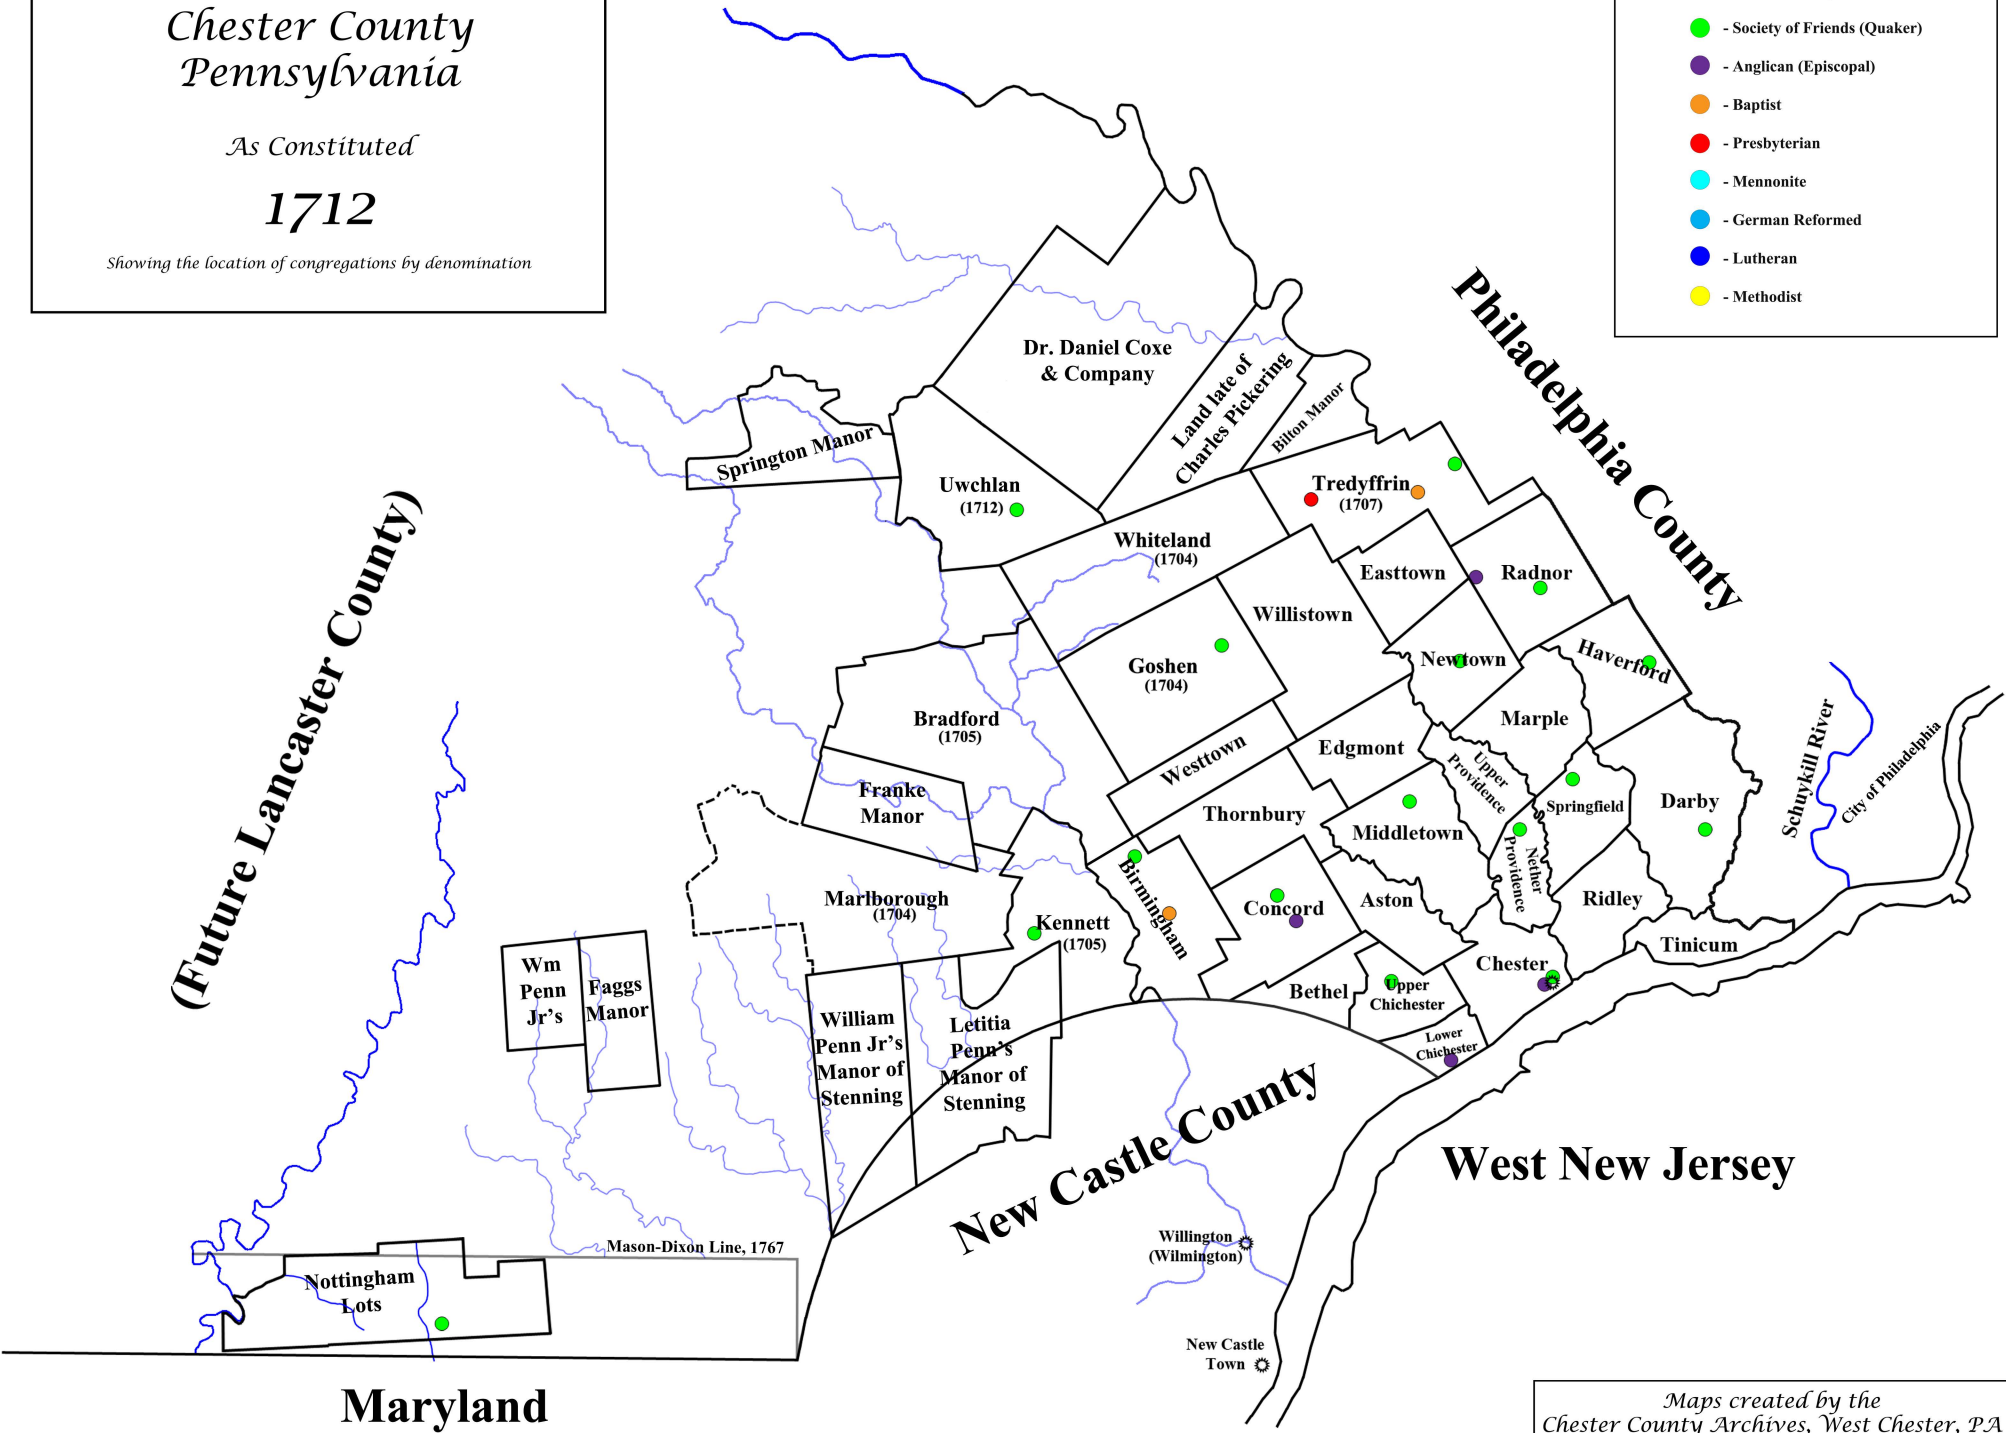 Chester County
Pennsylvania
As Constituted
1712
Showing the location of congregations by denomination
- Society of Friends (Quaker)
- Anglican (Episcopal)
- Baptist
- Presbyterian
- Mennonite
- German Reformed
- Lutheran
- Methodist
Philadelphia County
(Future Lancaster County)
Dr. Daniel Coxe
& Company
Land late of
Charles Pickering
Bilton Manor
Springton Manor
Uwchlan
(1712)
Tredyffrin
(1707)
Whiteland
(1704)
Easttown
Radnor
Willistown
Goshen
(1704)
Newtown
Haverford
Bradford
(1705)
Marple
Westtown
Edgmont
Upper
Providence
Schuykill River
City of Philadelphia
Franke
Manor
Thornbury
Middletown
Springfield
Darby
Nether
Providence
Birmingham
Marlborough
(1704)
Kennett
(1705)
Concord
Aston
Ridley
Tinicum
Chester
Wm
Penn
Jr's
Faggs
Manor
Bethel
Upper
Chichester
Lower
Chichester
William
Penn Jr's
Manor of
Stenning
Letitia
Penn's
Manor of
Stenning
New Castle County
West New Jersey
Willington
(Wilmington)
Mason-Dixon Line, 1767
Nottingham
Lots
New Castle
Town
Maryland
Maps created by the
Chester County Archives, West Chester, PA